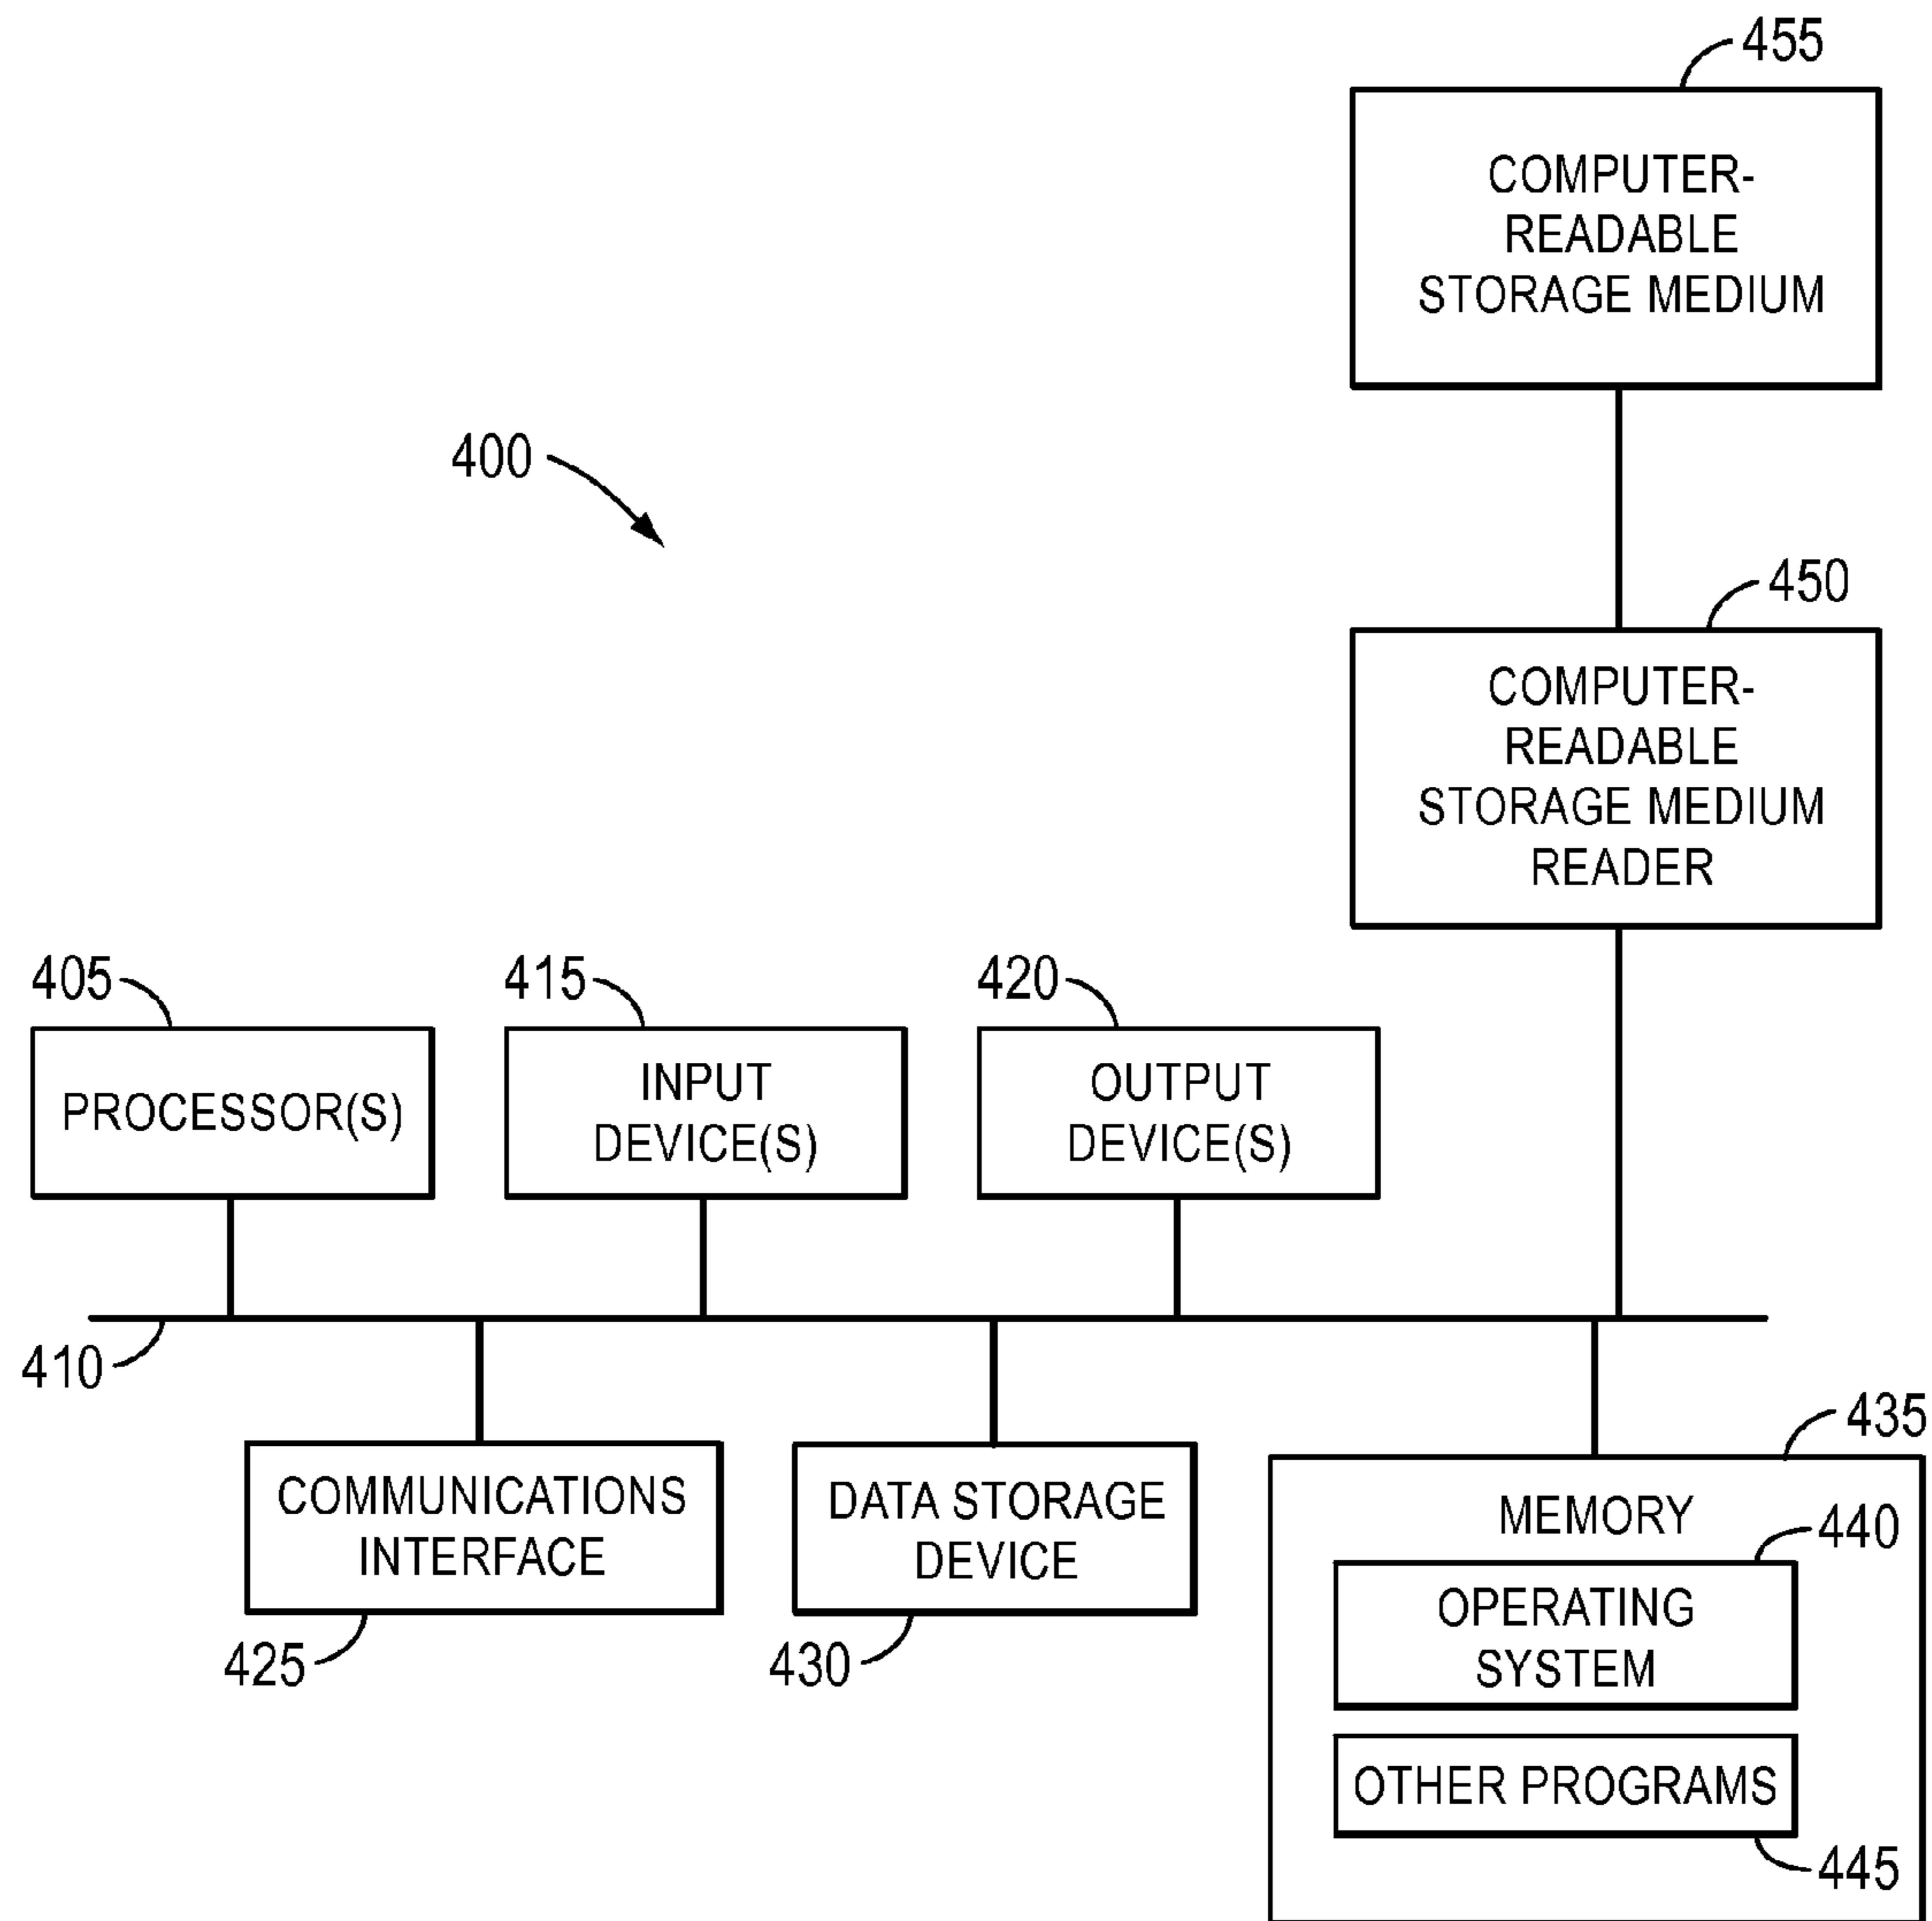 455
COMPUTER-
READABLE
STORAGE MEDIUM
400
450
COMPUTER-
READABLE
STORAGE MEDIUM
READER
405
PROCESSOR(S)
415
INPUT
DEVICE(S)
420
OUTPUT
DEVICE(S)
410
COMMUNICATIONS
INTERFACE
425
DATA STORAGE
DEVICE
430
435
MEMORY
440
OPERATING
SYSTEM
OTHER PROGRAMS
445